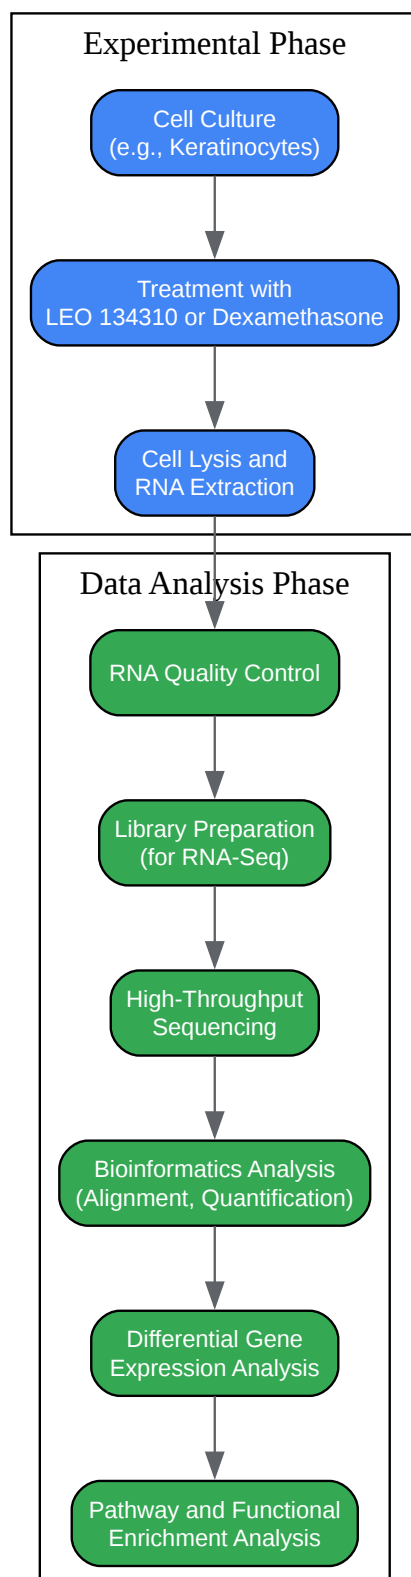 Experimental Phase
Cell Culture
(e.g., Keratinocytes)
Treatment with
LEO 134310 or Dexamethasone
Cell Lysis and
RNA Extraction
Data Analysis Phase
RNA Quality Control
Library Preparation
(for RNA-Seq)
High-Throughput
Sequencing
Bioinformatics Analysis
(Alignment, Quantification)
Differential Gene
Expression Analysis
Pathway and Functional
Enrichment Analysis